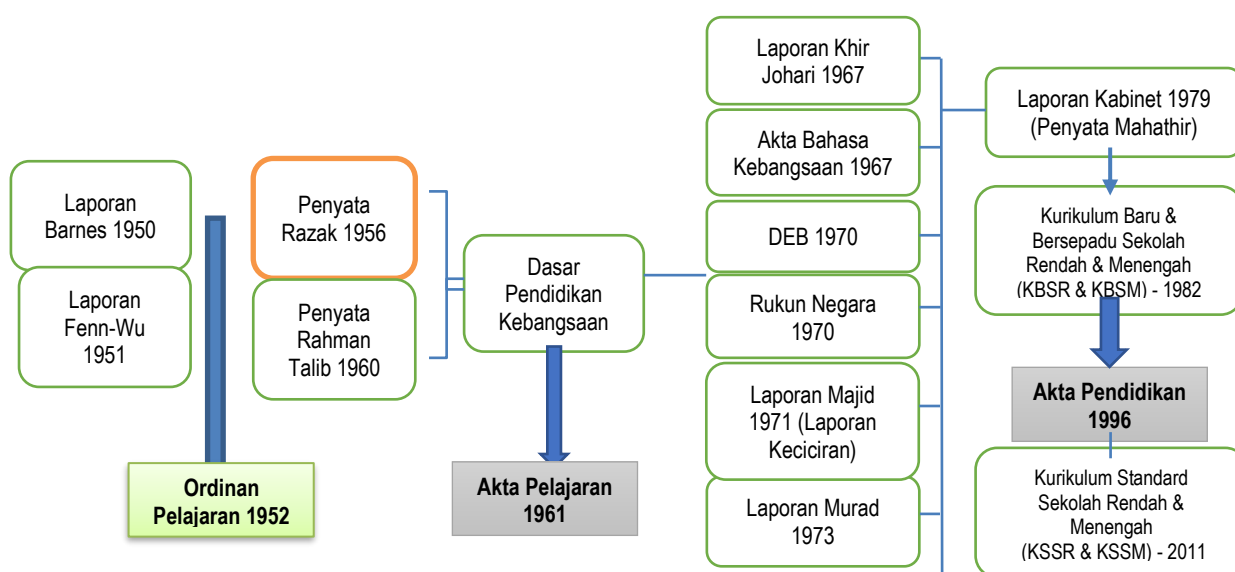 Laporan
Barnes 1950
Laporan
Fenn-Wu
1951
Ordinan
Pelajaran 1952
Penyata
Razak 1956
Penyata
Rahman
Talib 1960
Dasar
Pendidikan
Kebangsaan
Akta Pelajaran
1961
Laporan Khir
Johari 1967
Akta Bahasa
Kebangsaan
1967
DEB 1970
Rukun Negara
1970
Laporan Majid
1971 (Laporan
Keciciran)
Laporan Murad
1973
Laporan Kabinet 1979
(Penyata Mahathir)
Kurikulum Baru &
Bersepadu Sekolah
Rendah & Menengah
(KBSR & KBSM) - 1982
Akta Pendidikan
1996
Kurikulum Standard
Sekolah Rendah &
Menengah
(KSSR & KSSM) - 2011